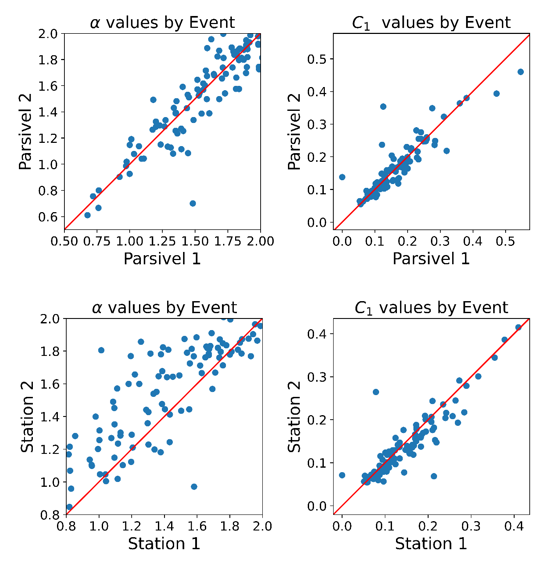 α values by Event
2.0
1.8
1.6
1.4
1.2
1.0
0.8
0.6
Parsivel 2
0.50 0.75 1.00 1.25 1.50 1.75 2.00
Parsivel 1
C₁ values by Event
0.5
0.4
0.3
0.2
0.1
0.0
Parsivel 2
0.0 0.1 0.2 0.3 0.4 0.5
Parsivel 1
α values by Event
2.0
1.8
1.6
1.4
1.2
1.0
0.8
Station 2
0.8 1.0 1.2 1.4 1.6 1.8 2.0
Station 1
C₁ values by Event
0.4
0.3
0.2
0.1
0.0
Station 2
0.0 0.1 0.2 0.3 0.4
Station 1